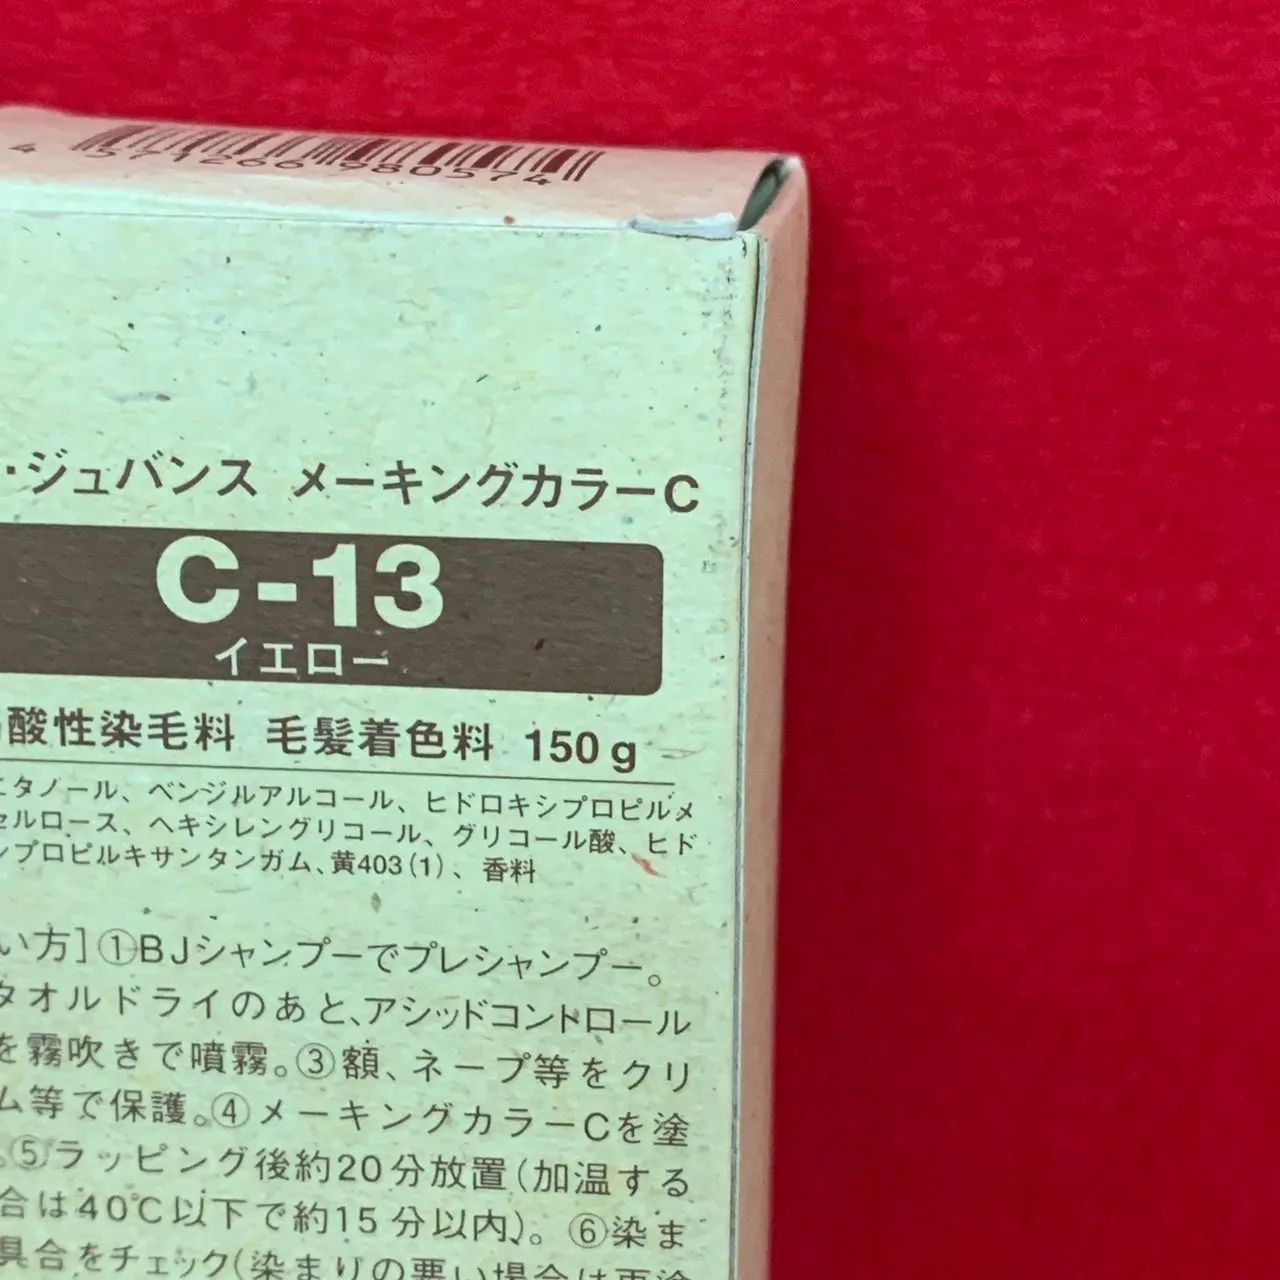 4 571266 980574
・ジュバンス メーキングカラーC
C-13
イエロー
酸性染毛料 毛髪着色料 150g
エタノール、ベンジルアルコール、ヒドロキシプロピルメ
セルロース、ヘキシレングリコール、グリコール酸、ヒド
シプロピルキサンタンガム、黄403(1)、香料
い方]①BJシャンプーでプレシャンプー。
タオルドライのあと、アシッドコントロール
を霧吹きで噴霧。③額、ネープ等をクリ
ム等で保護。④メーキングカラーCを塗
。⑤ラッピング後約20分放置(加温する
合は40℃以下で約15分以内)。⑥染ま
具合をチェック(染まりの悪い場合は再塗